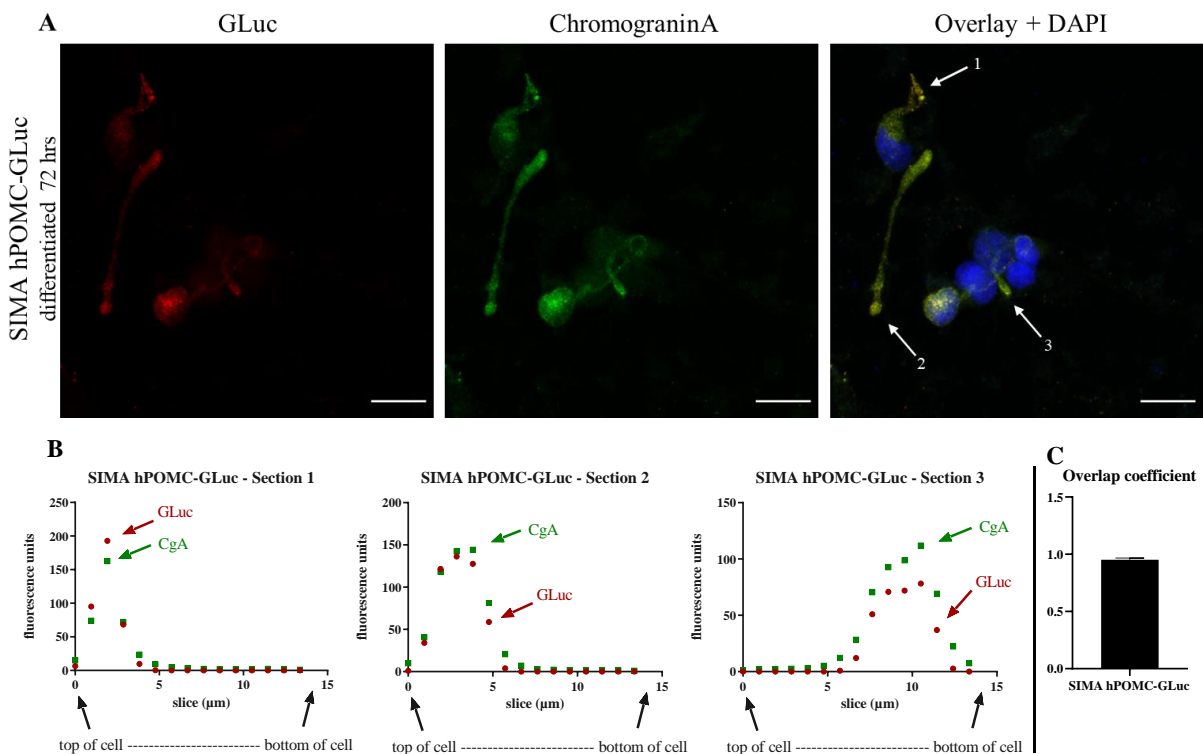 A
GLuc
ChromograninA
Overlay + DAPI
SIMA hPOMC-GLuc
differentiated 72 hrs
1
2
3
B
SIMA hPOMC-GLuc - Section 1
fluorescence units
250
200
150
100
50
0
GLuc
CgA
0
5
10
15
slice (µm)
top of cell -------------------- bottom of cell
SIMA hPOMC-GLuc - Section 2
fluorescence units
200
150
100
50
0
CgA
GLuc
0
5
10
15
slice (µm)
top of cell -------------------- bottom of cell
SIMA hPOMC-GLuc - Section 3
fluorescence units
200
150
100
50
0
CgA
GLuc
0
5
10
15
slice (µm)
top of cell -------------------- bottom of cell
C
Overlap coefficient
1.5
1.0
0.5
0.0
SIMA hPOMC-GLuc